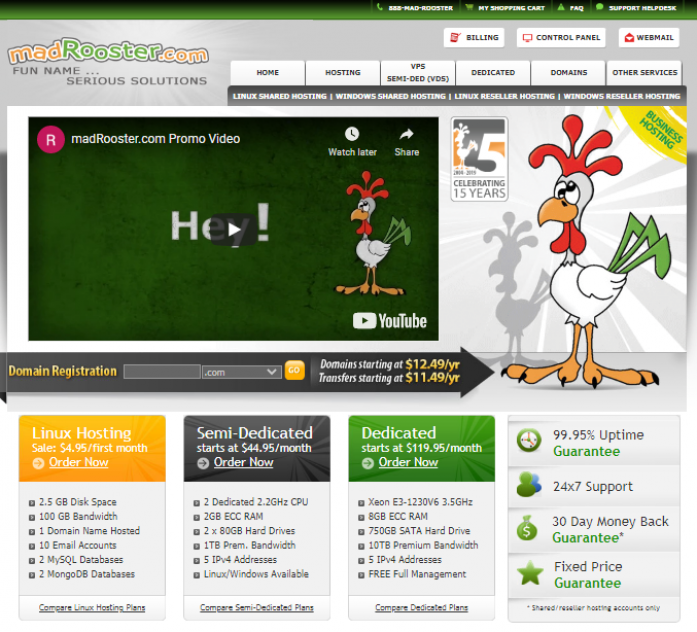 888-MAD-ROOSTER MY SHOPPING CART FAQ SUPPORT HELPDESK
BILLING CONTROL PANEL WEBMAIL
madRooster.com
FUN NAME ...
SERIOUS SOLUTIONS
HOME HOSTING VPS SEMI-DED (VDS) DEDICATED DOMAINS OTHER SERVICES
LINUX SHARED HOSTING | WINDOWS SHARED HOSTING | LINUX RESELLER HOSTING | WINDOWS RESELLER HOSTING
R madRooster.com Promo Video
Watch later Share
Hey!
YouTube
15
2004 - 2019
CELEBRATING
15 YEARS
BUSINESS
HOSTING
Domain Registration .com GO
Domains starting at $12.49/yr
Transfers starting at $11.49/yr
Linux Hosting
Sale: $4.95/first month
Order Now
2.5 GB Disk Space
100 GB Bandwidth
1 Domain Name Hosted
10 Email Accounts
2 MySQL Databases
2 MongoDB Databases
Compare Linux Hosting Plans
Semi-Dedicated
starts at $44.95/month
Order Now
2 Dedicated 2.2GHz CPU
2GB ECC RAM
2 x 80GB Hard Drives
1TB Prem. Bandwidth
5 IPv4 Addresses
Linux/Windows Available
Compare Semi-Dedicated Plans
Dedicated
starts at $119.95/month
Order Now
Xeon E3-1230V6 3.5GHz
8GB ECC RAM
750GB SATA Hard Drive
10TB Premium Bandwidth
5 IPv4 Addresses
FREE Full Management
Compare Dedicated Plans
99.95% Uptime
Guarantee
24x7 Support
30 Day Money Back
Guarantee*
Fixed Price
Guarantee
* Shared/reseller hosting accounts only